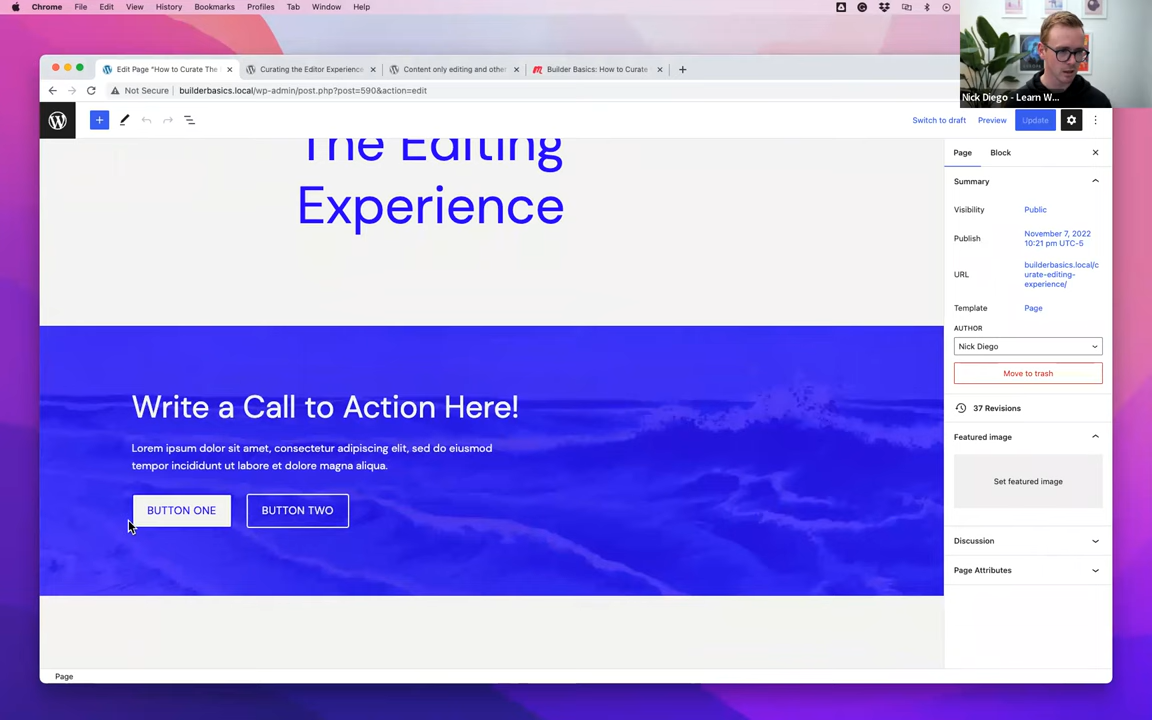 Chrome File Edit View History Bookmarks Profiles Tab Window Help
Edit Page “How to Curate The
Curating the Editor Experience
Content only editing and other
Builder Basics: How to Curate
Not Secure builderbasics.local/wp-admin/post.php?post=590&action=edit
Nick Diego - Learn W...
Switch to draft Preview Update
The Editing
Experience
Write a Call to Action Here!
Lorem ipsum dolor sit amet, consectetur adipiscing elit, sed do eiusmod
tempor incididunt ut labore et dolore magna aliqua.
BUTTON ONE BUTTON TWO
Page Block
Summary
Visibility Public
Publish November 7, 2022
10:21 pm UTC-5
URL builderbasics.local/c
urate-editing-
experience/
Template Page
AUTHOR
Nick Diego
Move to trash
37 Revisions
Featured image
Set featured image
Discussion
Page Attributes
Page